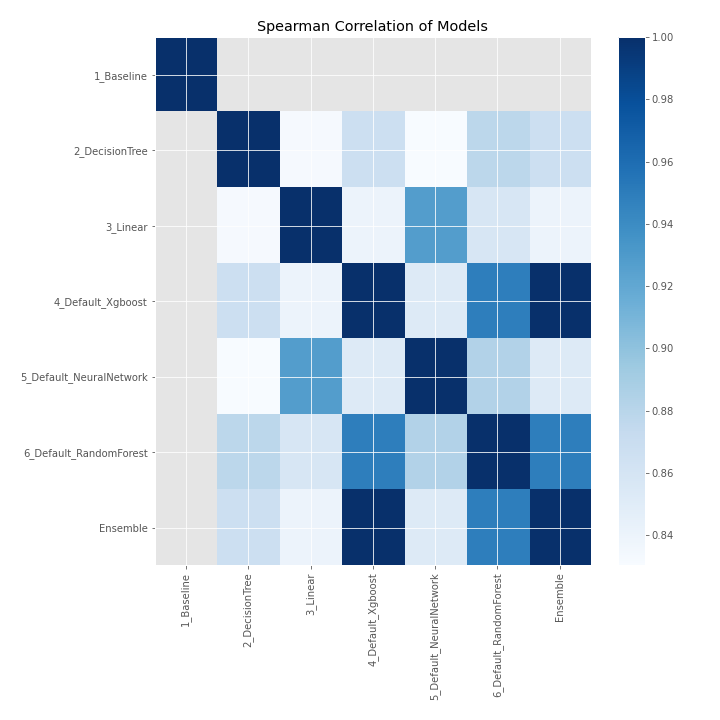 Spearman Correlation of Models
1_Baseline
2_DecisionTree
3_Linear
4_Default_Xgboost
5_Default_NeuralNetwork
6_Default_RandomForest
Ensemble
1_Baseline
2_DecisionTree
3_Linear
4_Default_Xgboost
5_Default_NeuralNetwork
6_Default_RandomForest
Ensemble
1.00
0.98
0.96
0.94
0.92
0.90
0.88
0.86
0.84